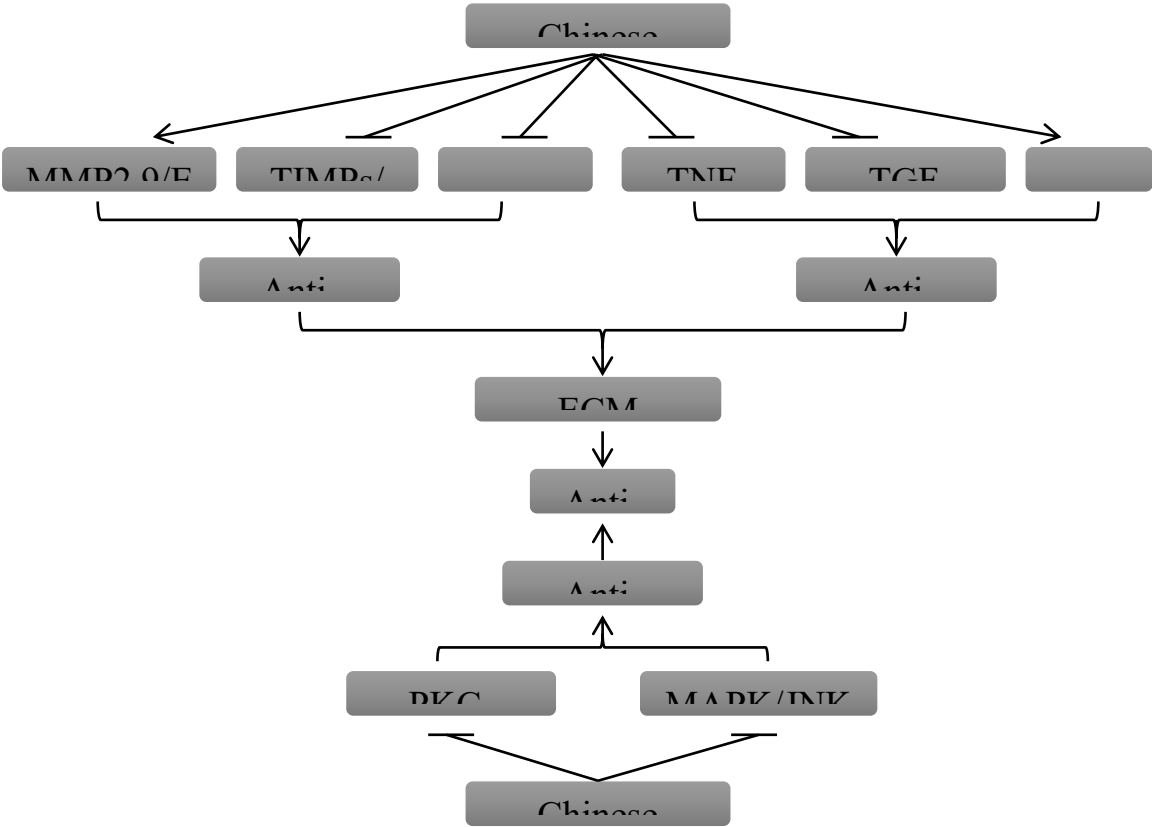 Chinese
MMP2,9/E
TIMPs/
TNF
TGF
Anti
Anti
ECM
Anti
Anti
PKC
MAPK/JNK
Chinese